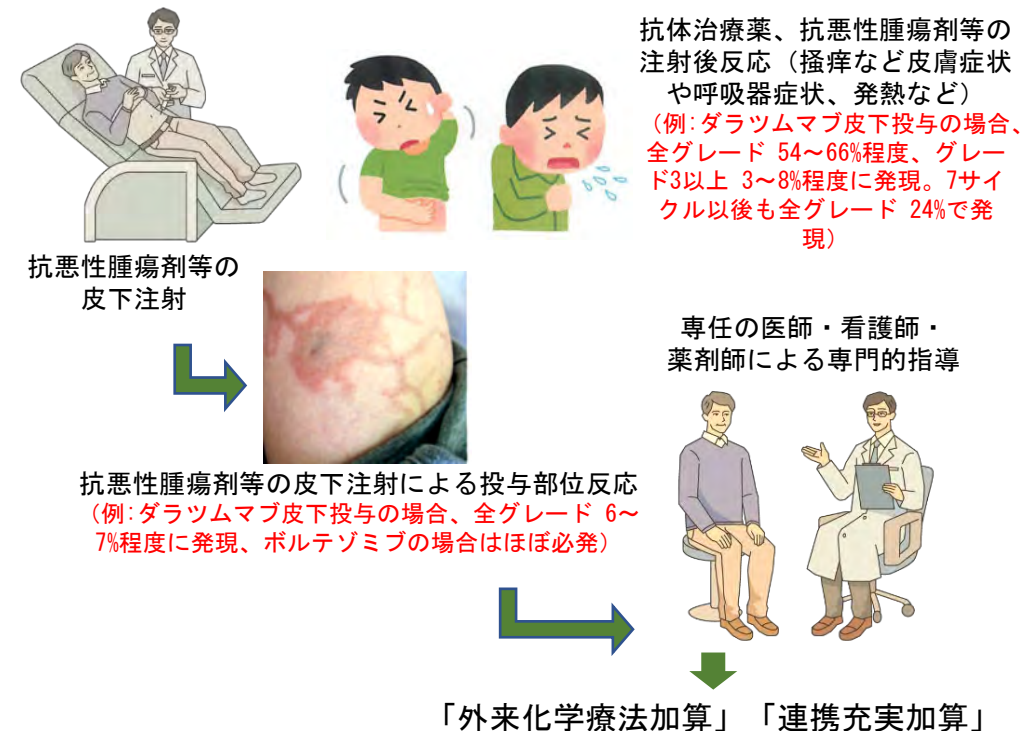 抗体治療薬、抗悪性腫瘍剤等の
注射後反応（掻痒など皮膚症状
や呼吸器症状、発熱など）
（例:ダラツムマブ皮下投与の場合、
全グレード 54～66%程度、グレー
ド3以上 3～8%程度に発現。7サイ
クル以後も全グレード 24%で発
現）
抗悪性腫瘍剤等の
皮下注射
専任の医師・看護師・
薬剤師による専門的指導
抗悪性腫瘍剤等の皮下注射による投与部位反応
（例:ダラツムマブ皮下投与の場合、全グレード 6～
7%程度に発現、ボルテゾミブの場合はほぼ必発）
「外来化学療法加算」「連携充実加算」